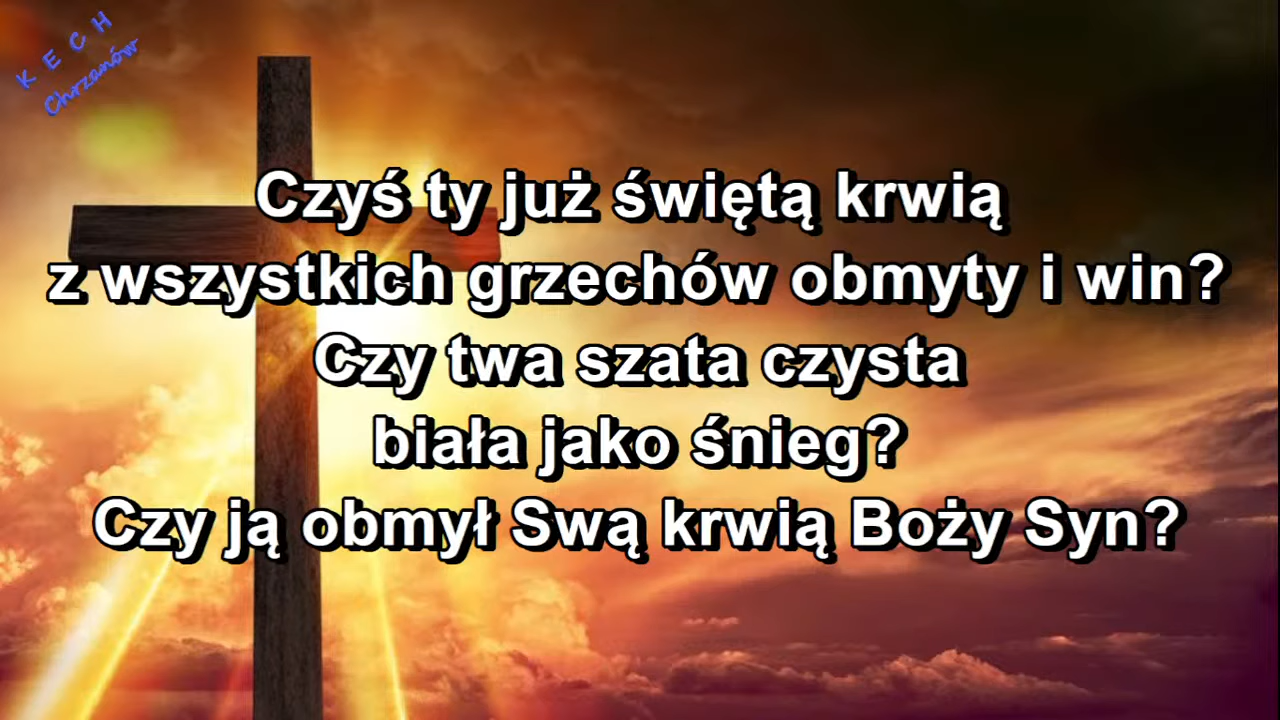 K E C H
Chrzanów
Czyś ty już świętą krwią
z wszystkich grzechów obmyty i win?
Czy twa szata czysta
biała jako śnieg?
Czy ją obmył Swą krwią Boży Syn?